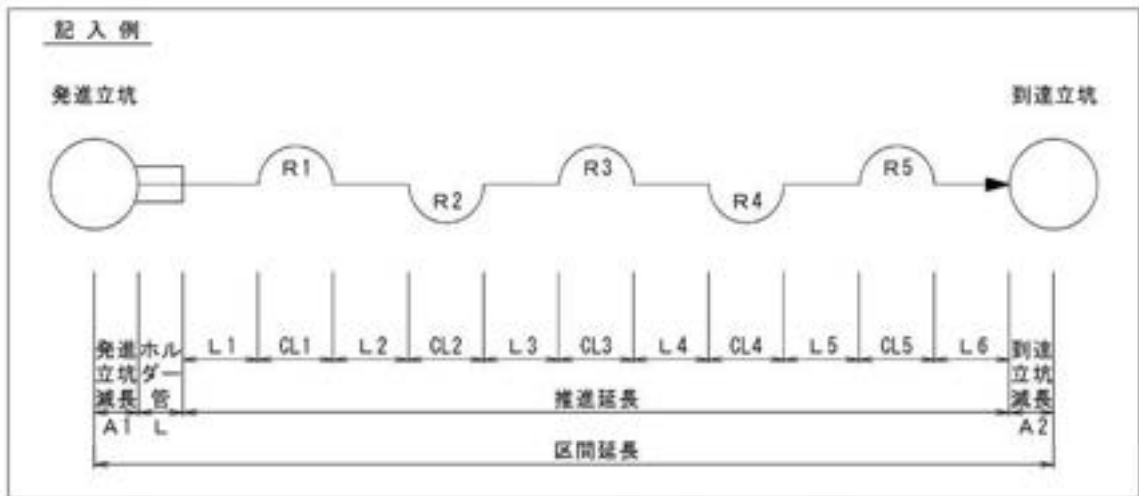 記入例
発進立坑
到達立坑
R1
R2
R3
R4
R5
発進立坑減長
A1
ホルダー管
L
L1
CL1
L2
CL2
L3
CL3
L4
CL4
L5
CL5
L6
到達立坑減長
A2
推進延長
区間延長